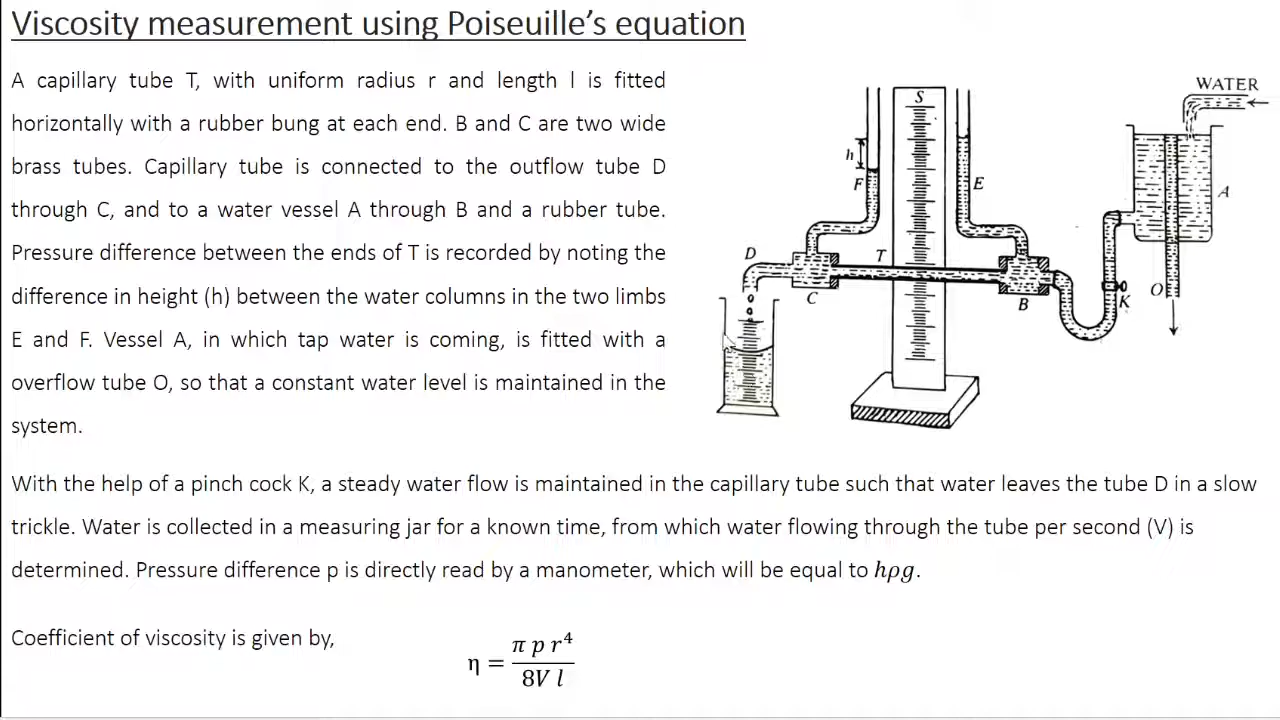 Viscosity measurement using Poiseuille's equation
A capillary tube T, with uniform radius r and length l is fitted
horizontally with a rubber bung at each end. B and C are two wide
brass tubes. Capillary tube is connected to the outflow tube D
through C, and to a water vessel A through B and a rubber tube.
Pressure difference between the ends of T is recorded by noting the
difference in height (h) between the water columns in the two limbs
E and F. Vessel A, in which tap water is coming, is fitted with a
overflow tube O, so that a constant water level is maintained in the
system.
WATER
S
h
F
E
A
D
T
C
B
K
O
With the help of a pinch cock K, a steady water flow is maintained in the capillary tube such that water leaves the tube D in a slow
trickle. Water is collected in a measuring jar for a known time, from which water flowing through the tube per second (V) is
determined. Pressure difference p is directly read by a manometer, which will be equal to hρg.
Coefficient of viscosity is given by,
η = π p r⁴ / 8V l